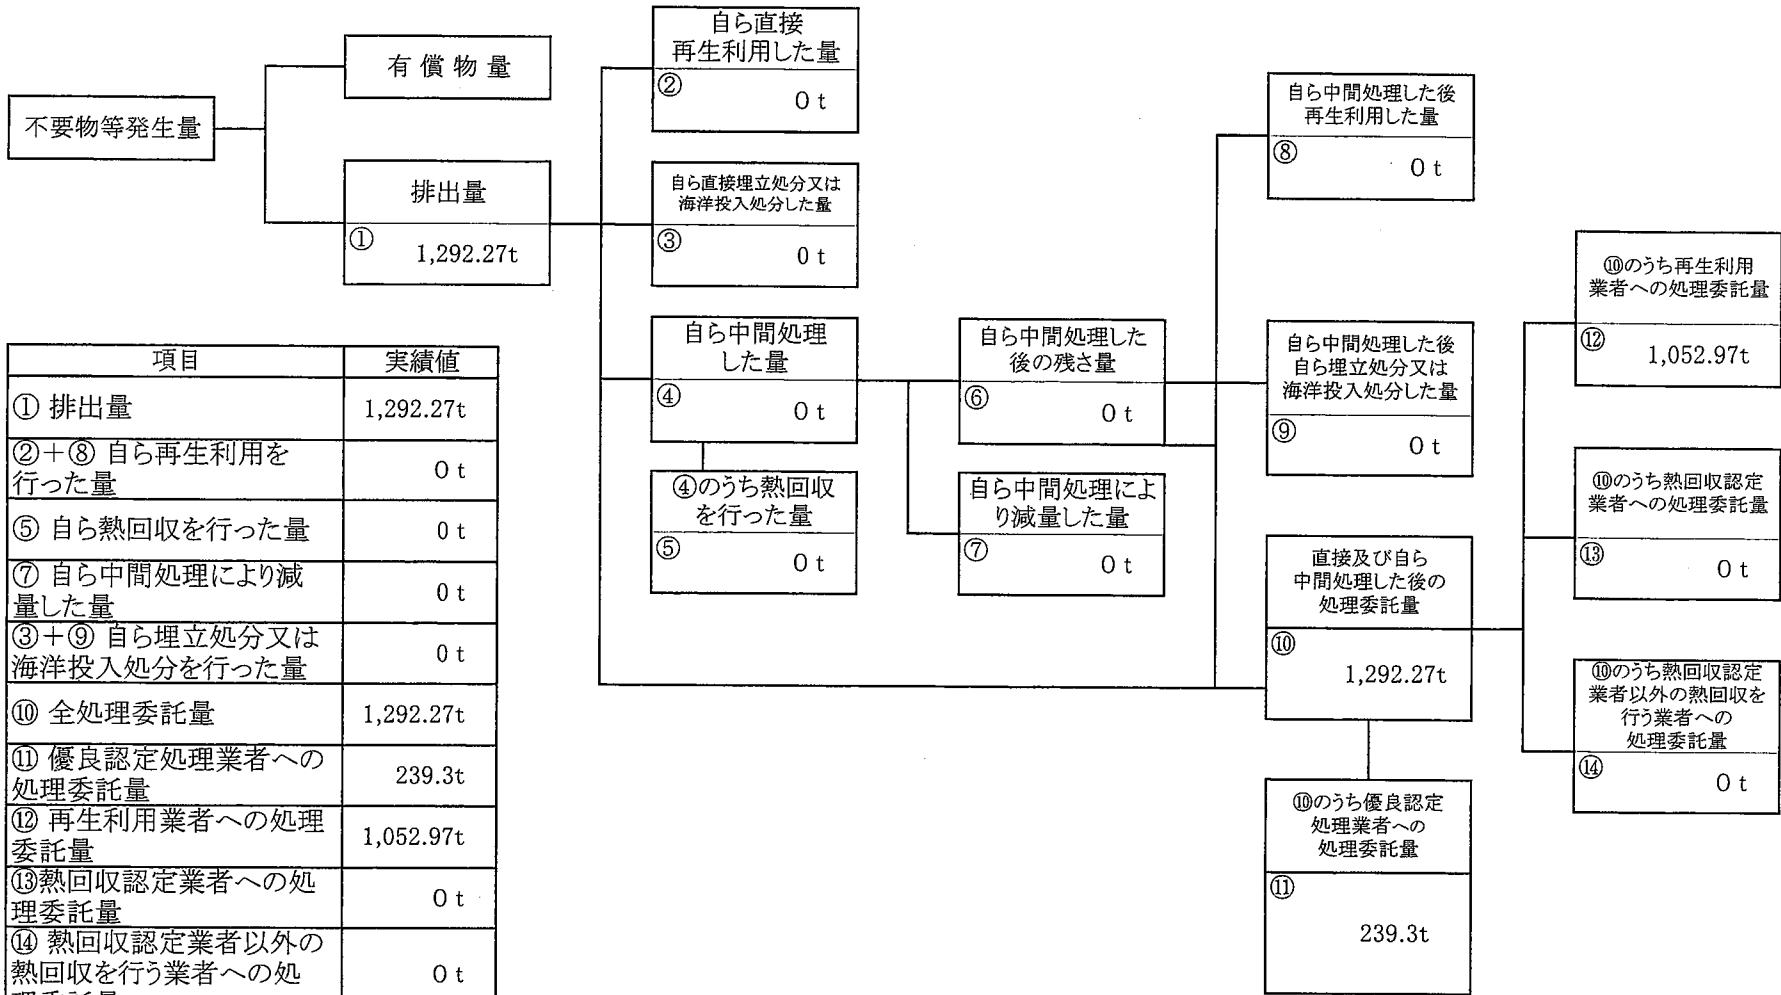 不要物等発生量
有償物量
排出量
①
1,292.27t
自ら直接
再生利用した量
②
0 t
自ら直接埋立処分又は
海洋投入処分した量
③
0 t
自ら中間処理
した量
④
0 t
④のうち熱回収
を行った量
⑤
0 t
自ら中間処理した
後の残さ量
⑥
0 t
自ら中間処理によ
り減量した量
⑦
0 t
自ら中間処理した後
再生利用した量
⑧
0 t
自ら中間処理した後
自ら埋立処分又は
海洋投入処分した量
⑨
0 t
直接及び自ら
中間処理した後の
処理委託量
⑩
1,292.27t
⑩のうち優良認定
処理業者への
処理委託量
⑪
239.3t
⑩のうち再生利用
業者への処理委託量
⑫
1,052.97t
⑩のうち熱回収認定
業者への処理委託量
⑬
0 t
⑩のうち熱回収認定
業者以外の熱回収を
行う業者への
処理委託量
⑭
0 t
項目 実績値
① 排出量 1,292.27t
②＋⑧ 自ら再生利用を
行った量 0 t
⑤ 自ら熱回収を行った量 0 t
⑦ 自ら中間処理により減
量した量 0 t
③＋⑨ 自ら埋立処分又は
海洋投入処分を行った量 0 t
⑩ 全処理委託量 1,292.27t
⑪ 優良認定処理業者への
処理委託量 239.3t
⑫ 再生利用業者への処理
委託量 1,052.97t
⑬熱回収認定業者への処
理委託量 0 t
⑭ 熱回収認定業者以外の
熱回収を行う業者への処 0 t